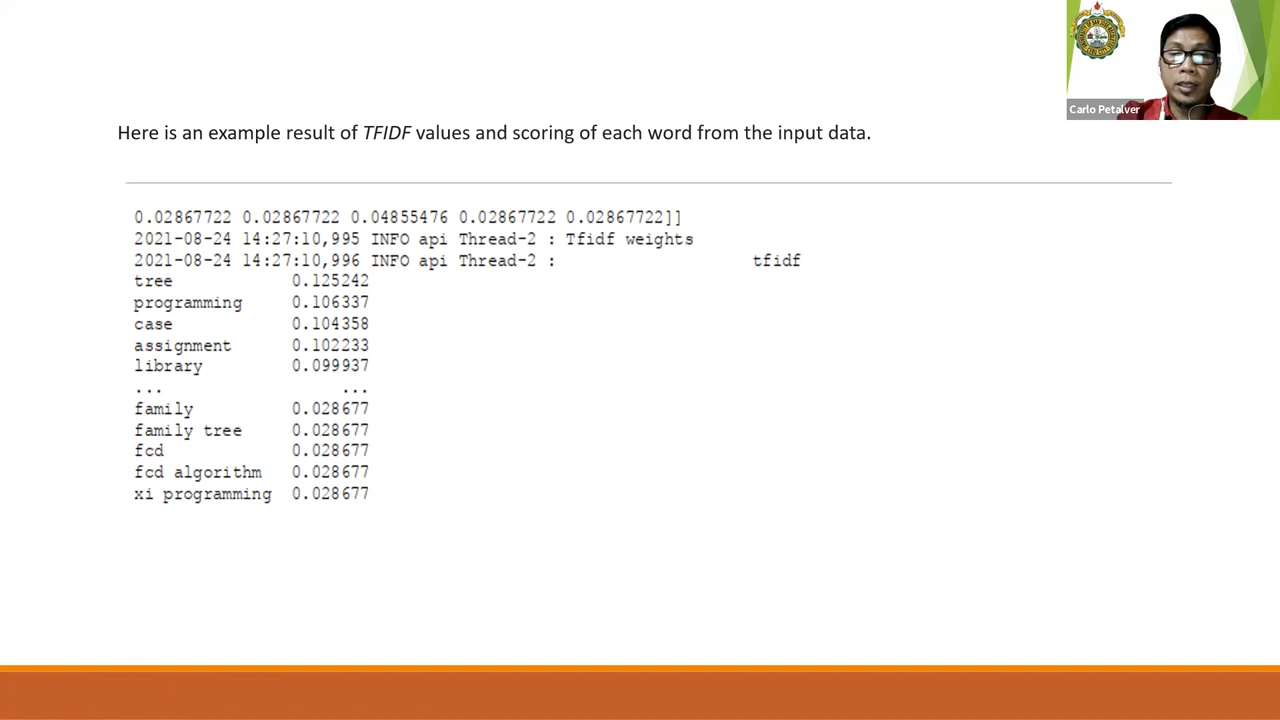 Carlo Petalver
Here is an example result of TFIDF values and scoring of each word from the input data.
0.02867722 0.02867722 0.04855476 0.02867722 0.02867722]]
2021-08-24 14:27:10,995 INFO api Thread-2 : Tfidf weights
2021-08-24 14:27:10,996 INFO api Thread-2 : tfidf
tree 0.125242
programming 0.106337
case 0.104358
assignment 0.102233
library 0.099937
... ...
family 0.028677
family tree 0.028677
fcd 0.028677
fcd algorithm 0.028677
xi programming 0.028677